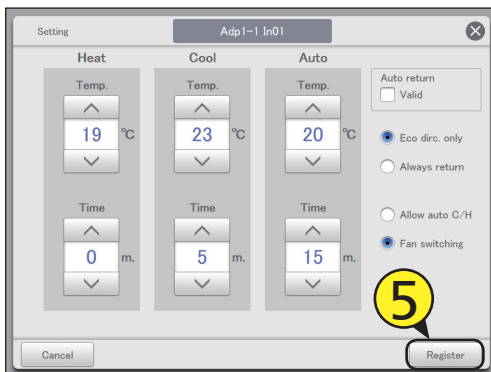 Setting
Adp1-1 In01
Heat
Cool
Auto
Temp.
Temp.
Temp.
19 °C
23 °C
20 °C
Time
Time
Time
0 m.
5 m.
15 m.
Auto return
Valid
Eco dirc. only
Always return
Allow auto C/H
Fan switching
5
Cancel
Register